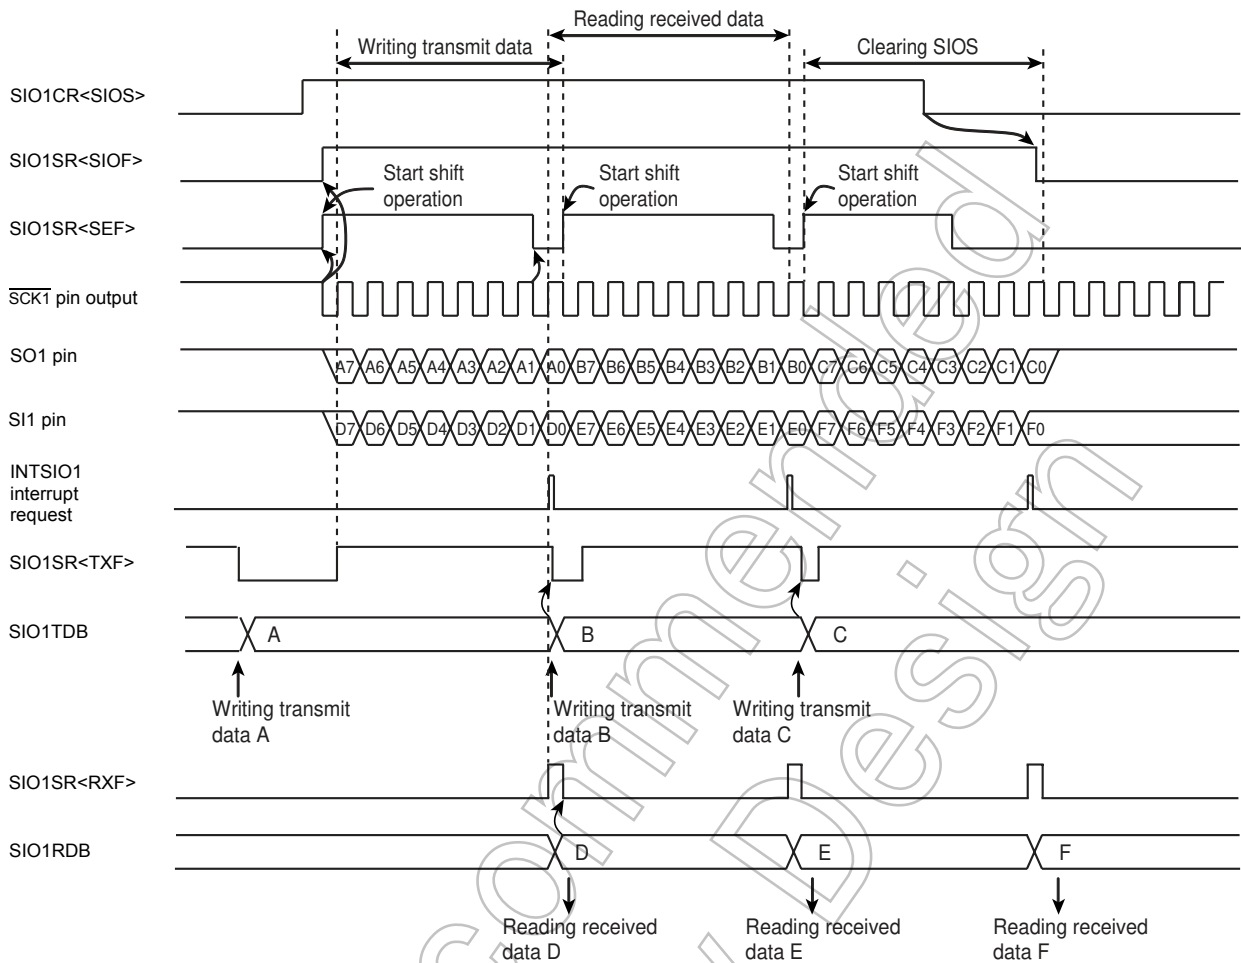 Reading received data
Writing transmit data
Clearing SIOS
SIO1CR<SIOS>
SIO1SR<SIOF>
Start shift
operation
Start shift
operation
Start shift
operation
SIO1SR<SEF>
SCK1 pin output
SO1 pin
A7 A6 A5 A4 A3 A2 A1 A0 B7 B6 B5 B4 B3 B2 B1 B0 C7 C6 C5 C4 C3 C2 C1 C0
SI1 pin
D7 D6 D5 D4 D3 D2 D1 D0 E7 E6 E5 E4 E3 E2 E1 E0 F7 F6 F5 F4 F3 F2 F1 F0
INTSIO1
interrupt
request
SIO1SR<TXF>
SIO1TDB
A B C
Writing transmit
data A
Writing transmit
data B
Writing transmit
data C
SIO1SR<RXF>
SIO1RDB
D E F
Reading received
data D
Reading received
data E
Reading received
data F
ommended
Design